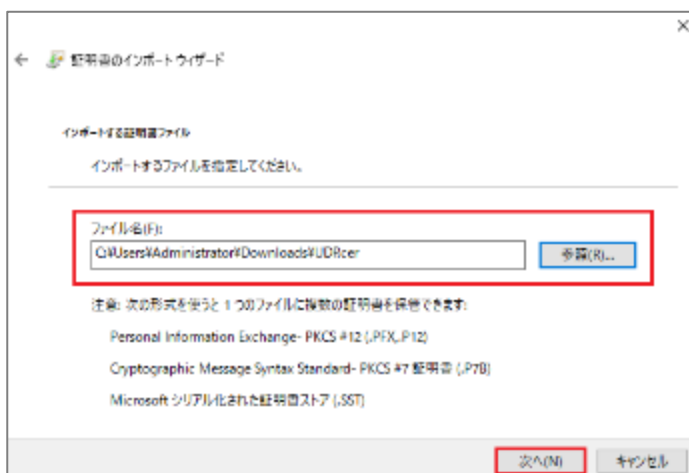 証明書のインポート ウィザード
インポートする証明書ファイル
インポートするファイルを指定してください。
ファイル名(F):
C:¥Users¥Administrator¥Downloads¥UDRcer
参照(R)...
注意: 次の形式を使うと 1 つのファイルに複数の証明書を保管できます:
Personal Information Exchange- PKCS #12 (.PFX,.P12)
Cryptographic Message Syntax Standard- PKCS #7 証明書 (.P7B)
Microsoft シリアル化された証明書ストア (.SST)
次へ(N)
キャンセル